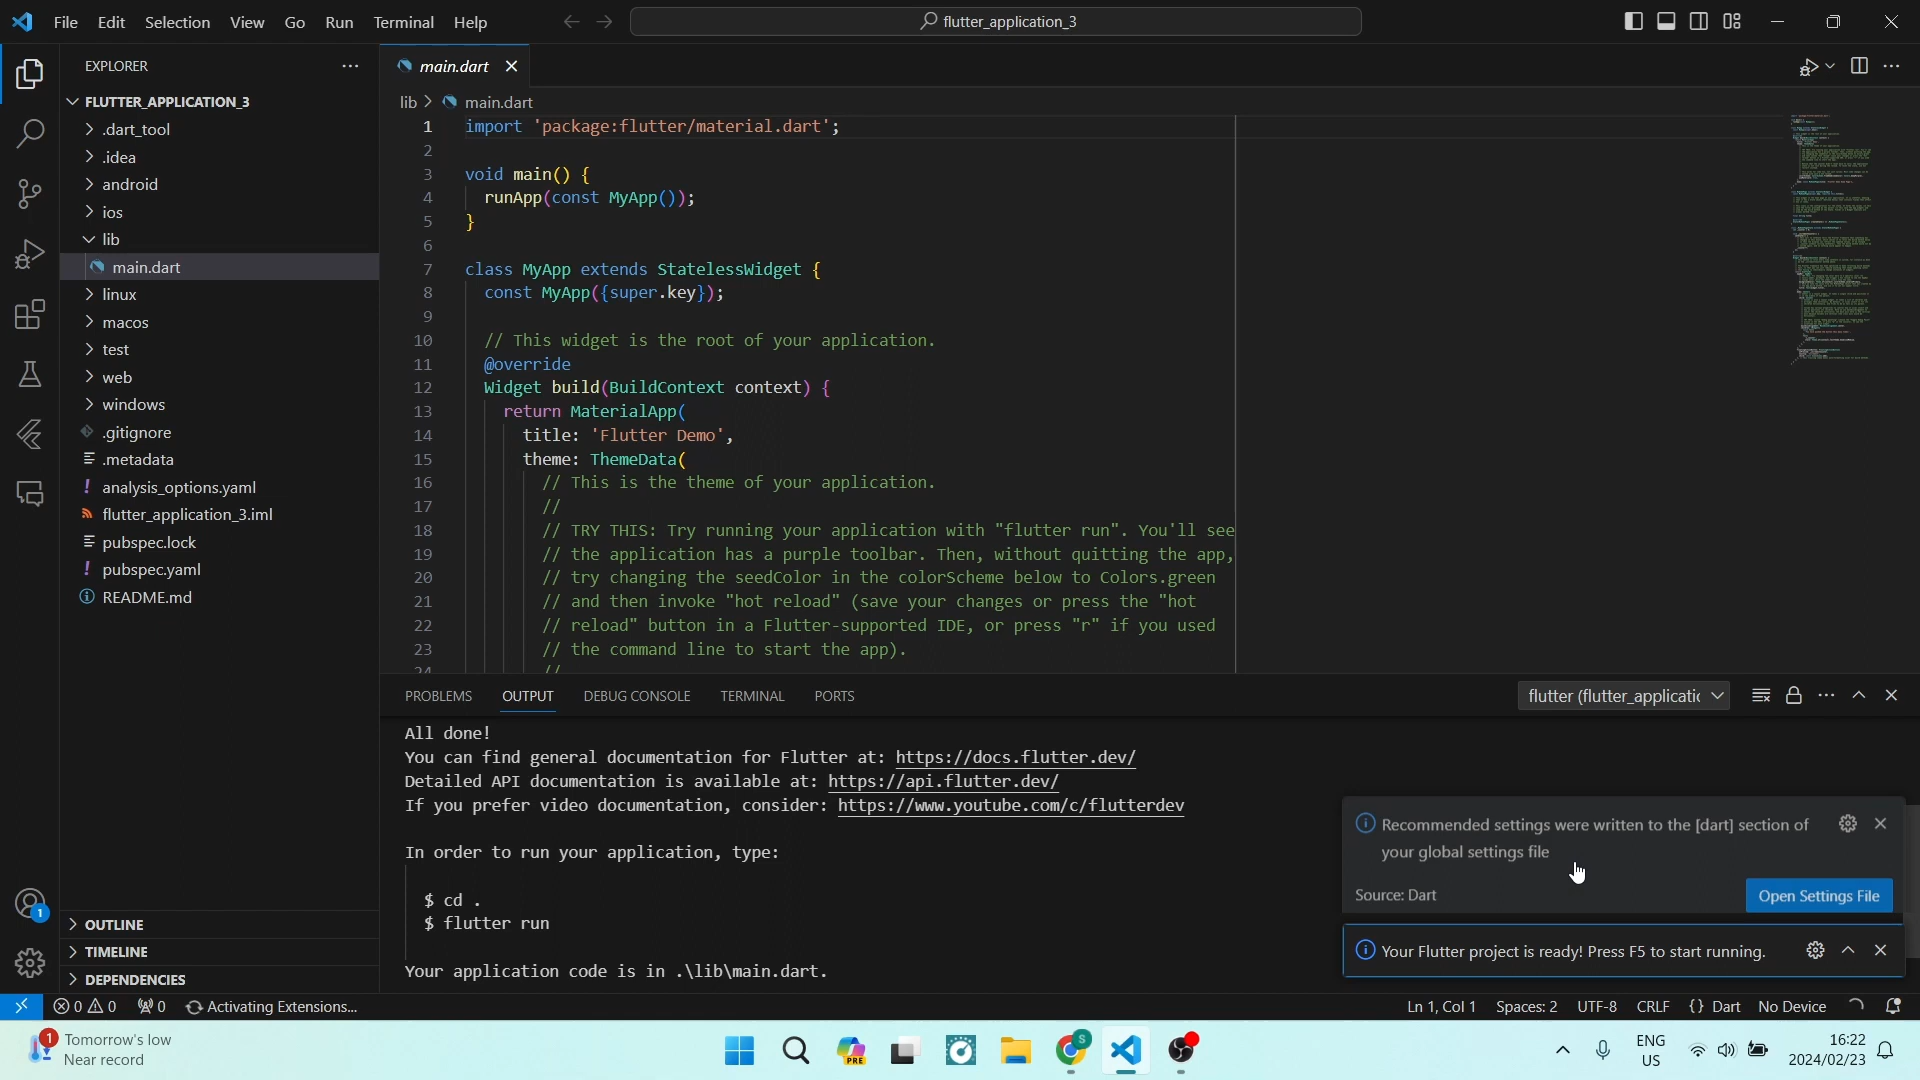 File Edit Selection View Go Run Terminal Help
flutter_application_3
EXPLORER
FLUTTER_APPLICATION_3
.dart_tool
.idea
android
ios
lib
main.dart
linux
macos
test
web
windows
.gitignore
.metadata
analysis_options.yaml
flutter_application_3.iml
pubspec.lock
pubspec.yaml
README.md
OUTLINE
TIMELINE
DEPENDENCIES
main.dart
lib > main.dart
1 import 'package:flutter/material.dart';
2
3 void main() {
4 runApp(const MyApp());
5 }
6
7 class MyApp extends StatelessWidget {
8 const MyApp({super.key});
9
10 // This widget is the root of your application.
11 @override
12 Widget build(BuildContext context) {
13 return MaterialApp(
14 title: 'Flutter Demo',
15 theme: ThemeData(
16 // This is the theme of your application.
17 //
18 // TRY THIS: Try running your application with "flutter run". You'll see
19 // the application has a purple toolbar. Then, without quitting the app,
20 // try changing the seedColor in the colorScheme below to Colors.green
21 // and then invoke "hot reload" (save your changes or press the "hot
22 // reload" button in a Flutter-supported IDE, or press "r" if you used
23 // the command line to start the app).
24 //
PROBLEMS OUTPUT DEBUG CONSOLE TERMINAL PORTS
flutter (flutter_applicatic
All done!
You can find general documentation for Flutter at: https://docs.flutter.dev/
Detailed API documentation is available at: https://api.flutter.dev/
If you prefer video documentation, consider: https://www.youtube.com/c/flutterdev
In order to run your application, type:
$ cd .
$ flutter run
Your application code is in .\lib\main.dart.
Recommended settings were written to the [dart] section of
your global settings file
Source: Dart
Open Settings File
Your Flutter project is ready! Press F5 to start running.
1
0 0 0 Activating Extensions...
Ln 1, Col 1 Spaces: 2 UTF-8 CRLF {} Dart No Device
1
Tomorrow's low
Near record
PRE
S
ENG
US
16:22
2024/02/23